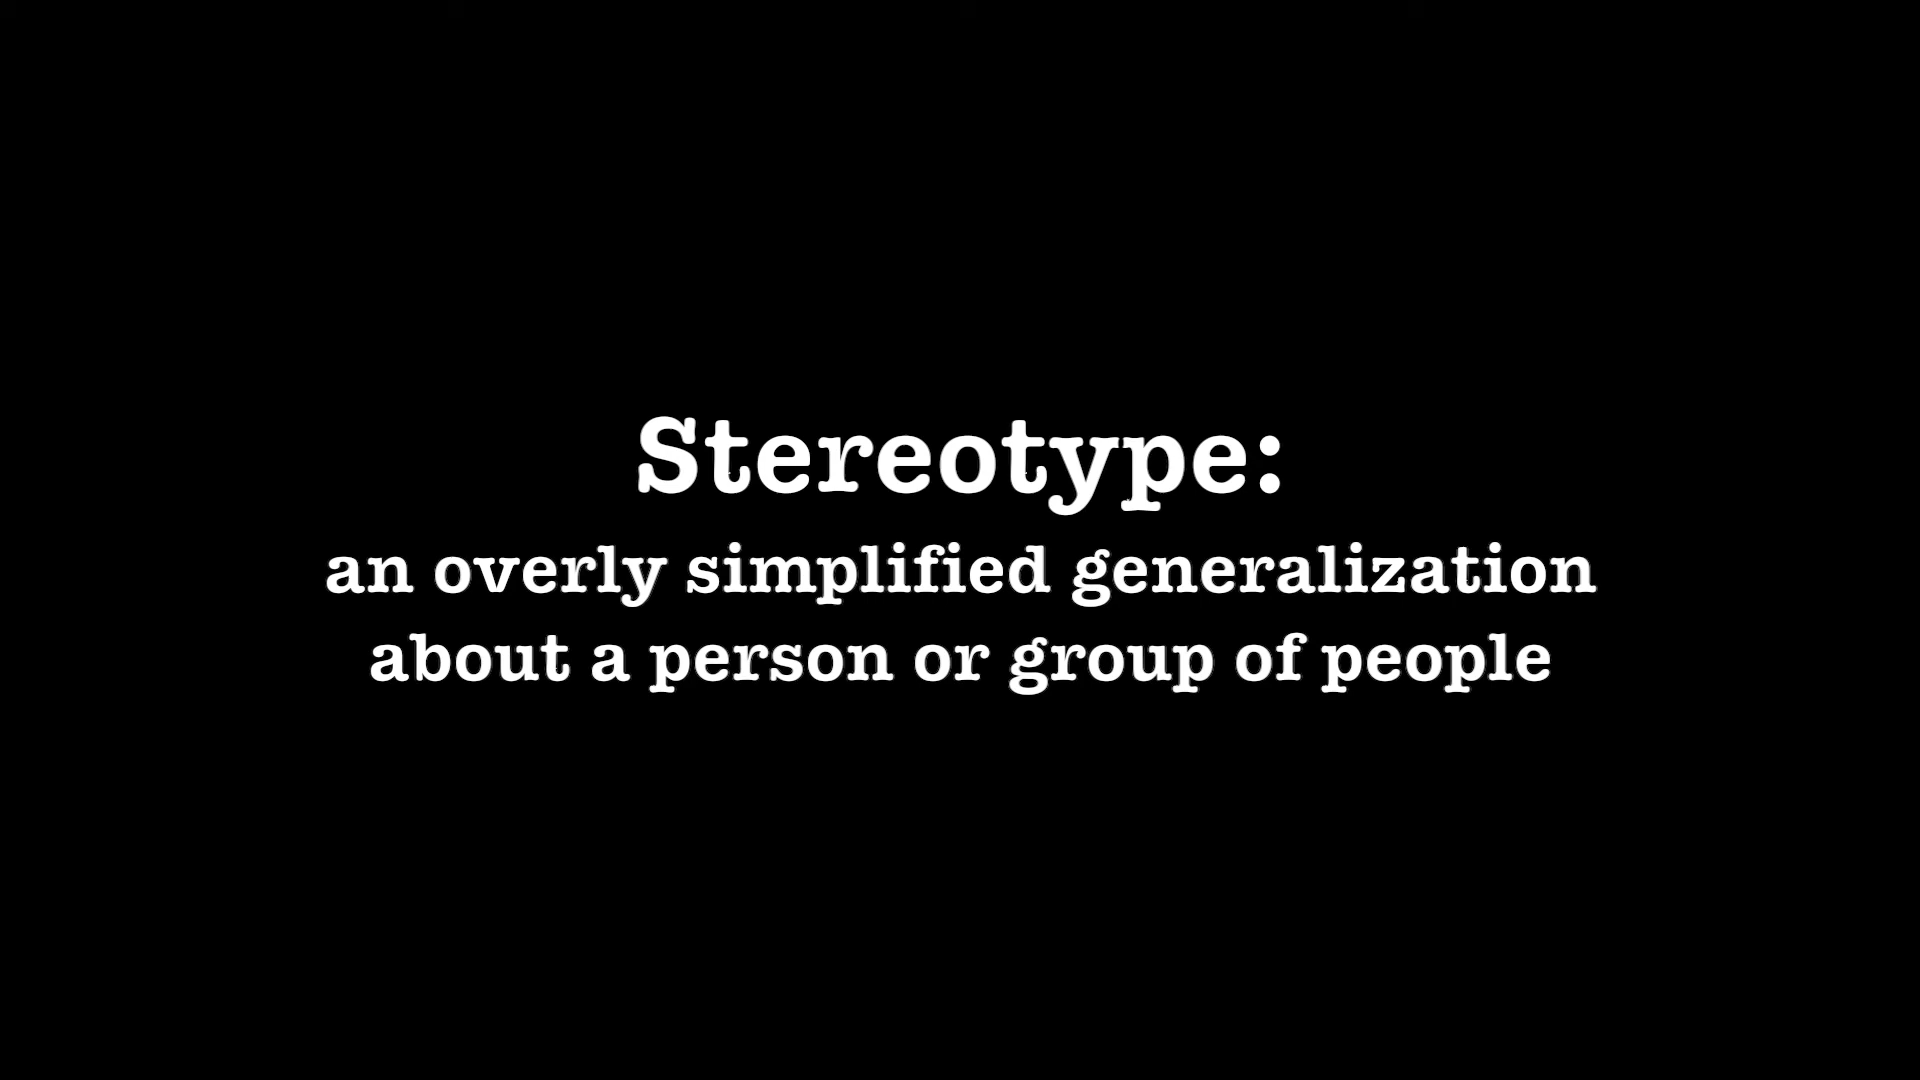 Stereotype:
an overly simplified generalization
about a person or group of people